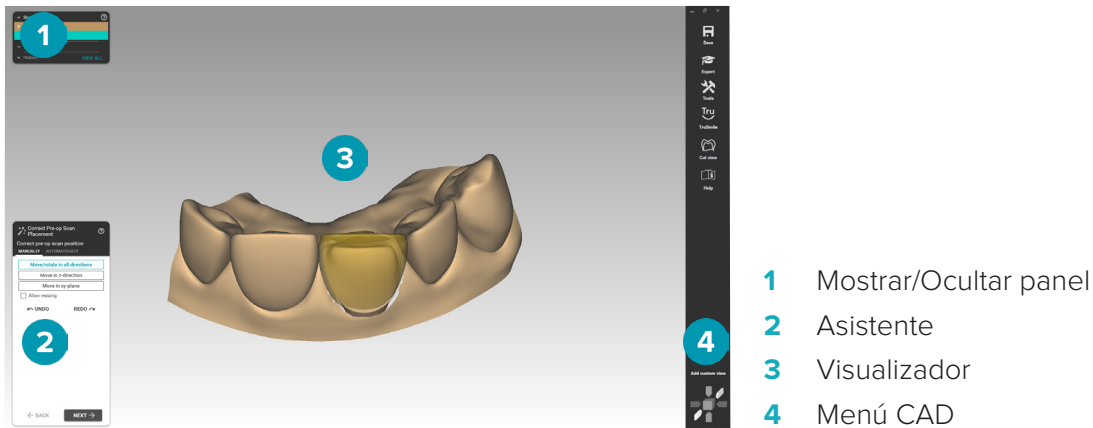 1
HIDE ALL
Correct Pre-op Scan Placement
Correct pre-op scan position
MANUALLY AUTOMATICALLY
Move/rotate in all directions
Move in z-direction
Move in xy-plane
Allow resizing
UNDO REDO
2
← BACK NEXT →
3
Save
Expert
Tools
Tru
TruSmile
Cut view
Help
4
Add custom view
1 Mostrar/Ocultar panel
2 Asistente
3 Visualizador
4 Menú CAD